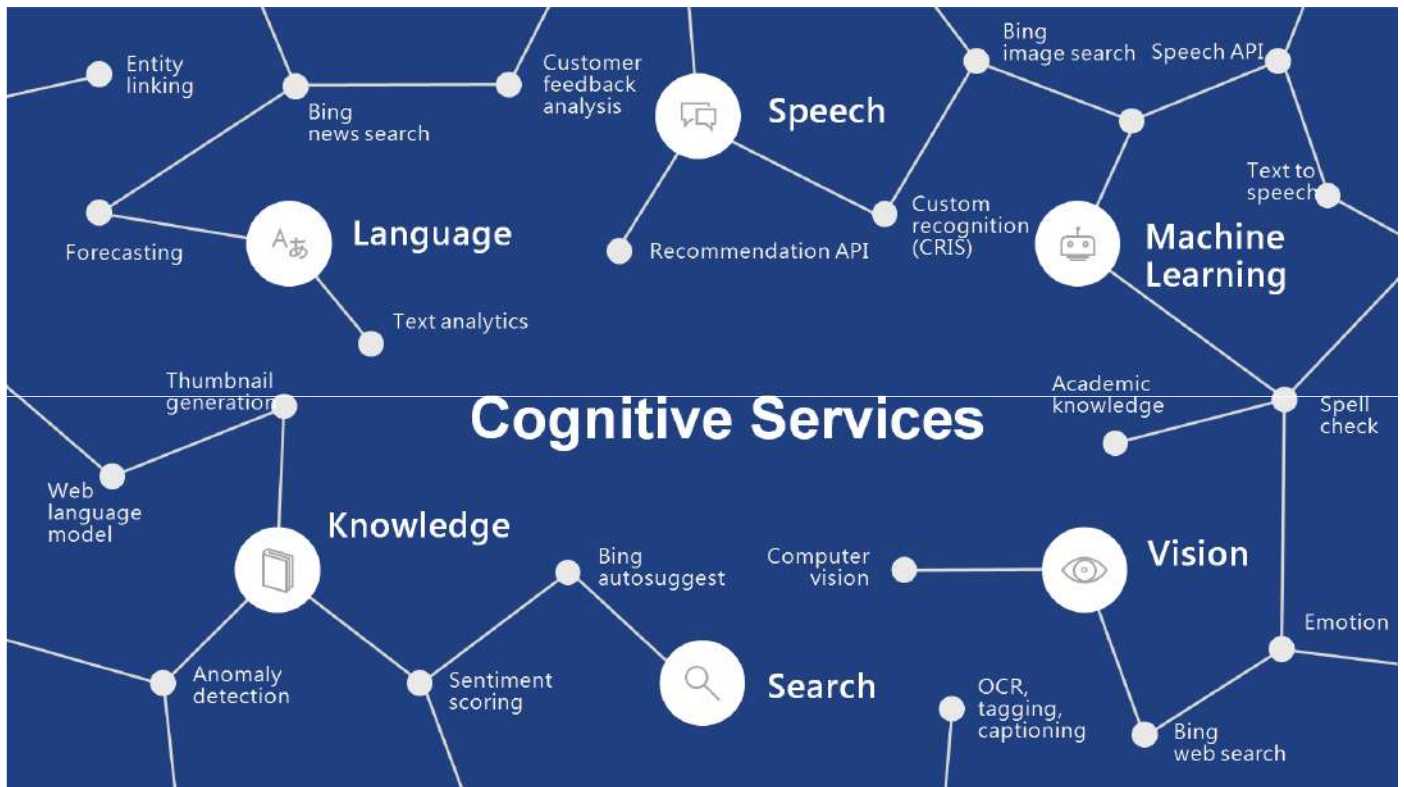 Entity
linking
Bing
news search
Customer
feedback
analysis
Speech
Bing
image search
Speech API
Text to
speech
Forecasting
Aあ
Language
Recommendation API
Custom
recognition
(CRIS)
Machine
Learning
Text analytics
Thumbnail
generation
Cognitive Services
Academic
knowledge
Spell
check
Web
language
model
Knowledge
Bing
autosuggest
Computer
vision
Vision
Anomaly
detection
Sentiment
scoring
Search
OCR,
tagging,
captioning
Emotion
Bing
web search